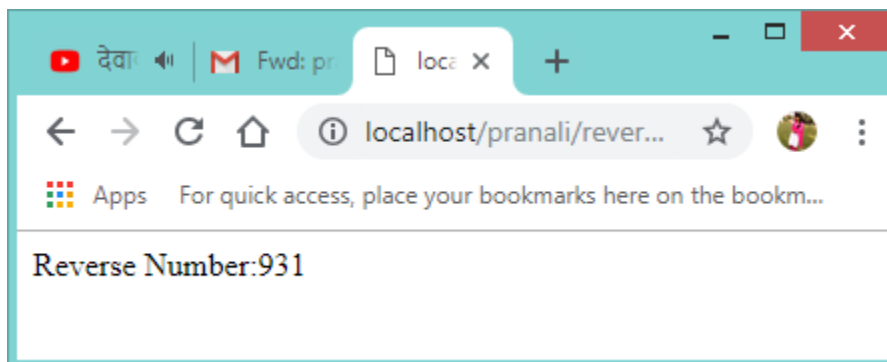 देवा Fwd: pr loca
localhost/pranali/rever...
Apps For quick access, place your bookmarks here on the bookm...
Reverse Number:931